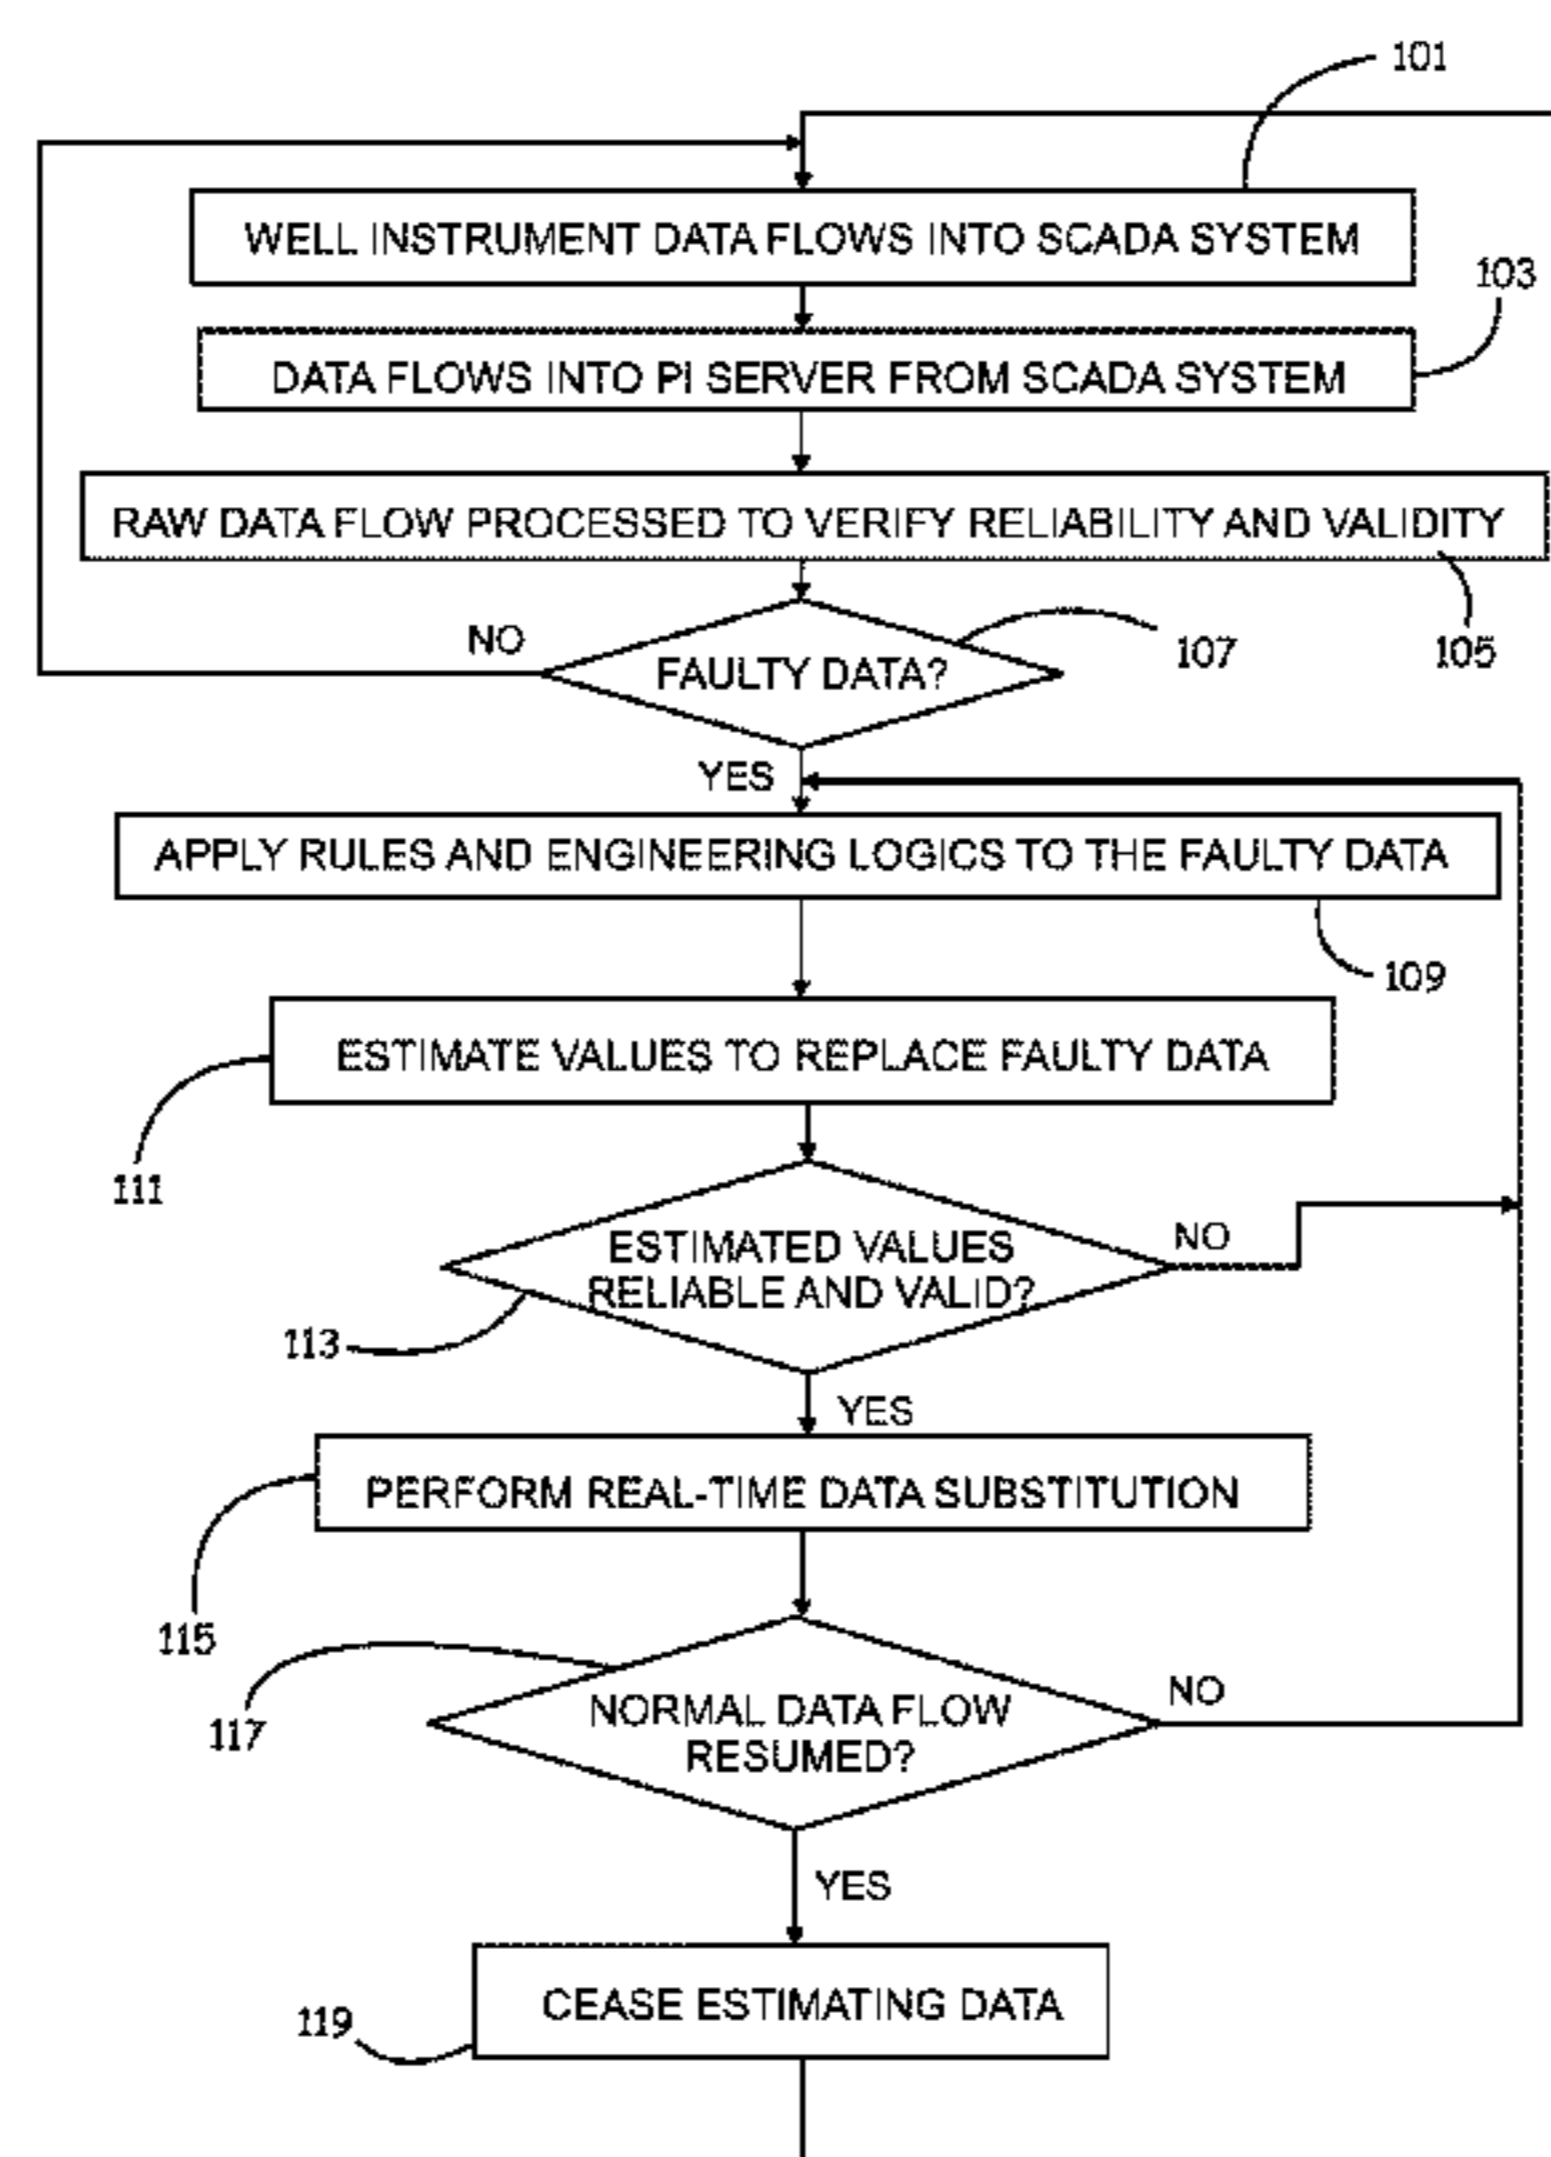 101
WELL INSTRUMENT DATA FLOWS INTO SCADA SYSTEM
103
DATA FLOWS INTO PI SERVER FROM SCADA SYSTEM
RAW DATA FLOW PROCESSED TO VERIFY RELIABILITY AND VALIDITY
105
NO
FAULTY DATA?
107
YES
APPLY RULES AND ENGINEERING LOGICS TO THE FAULTY DATA
109
ESTIMATE VALUES TO REPLACE FAULTY DATA
111
ESTIMATED VALUES
RELIABLE AND VALID?
NO
113
YES
PERFORM REAL-TIME DATA SUBSTITUTION
115
117
NORMAL DATA FLOW
RESUMED?
NO
YES
CEASE ESTIMATING DATA
119